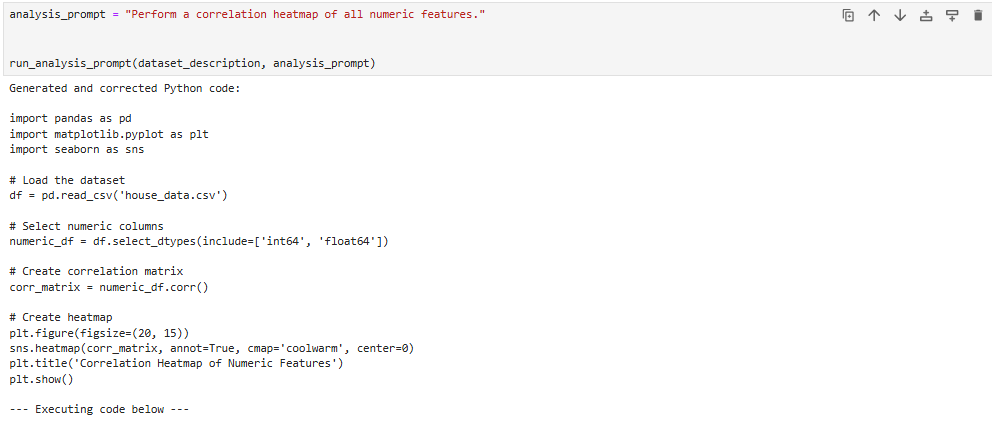 analysis_prompt = "Perform a correlation heatmap of all numeric features."
run_analysis_prompt(dataset_description, analysis_prompt)
Generated and corrected Python code:
import pandas as pd
import matplotlib.pyplot as plt
import seaborn as sns
# Load the dataset
df = pd.read_csv('house_data.csv')
# Select numeric columns
numeric_df = df.select_dtypes(include=['int64', 'float64'])
# Create correlation matrix
corr_matrix = numeric_df.corr()
# Create heatmap
plt.figure(figsize=(20, 15))
sns.heatmap(corr_matrix, annot=True, cmap='coolwarm', center=0)
plt.title('Correlation Heatmap of Numeric Features')
plt.show()
--- Executing code below ---